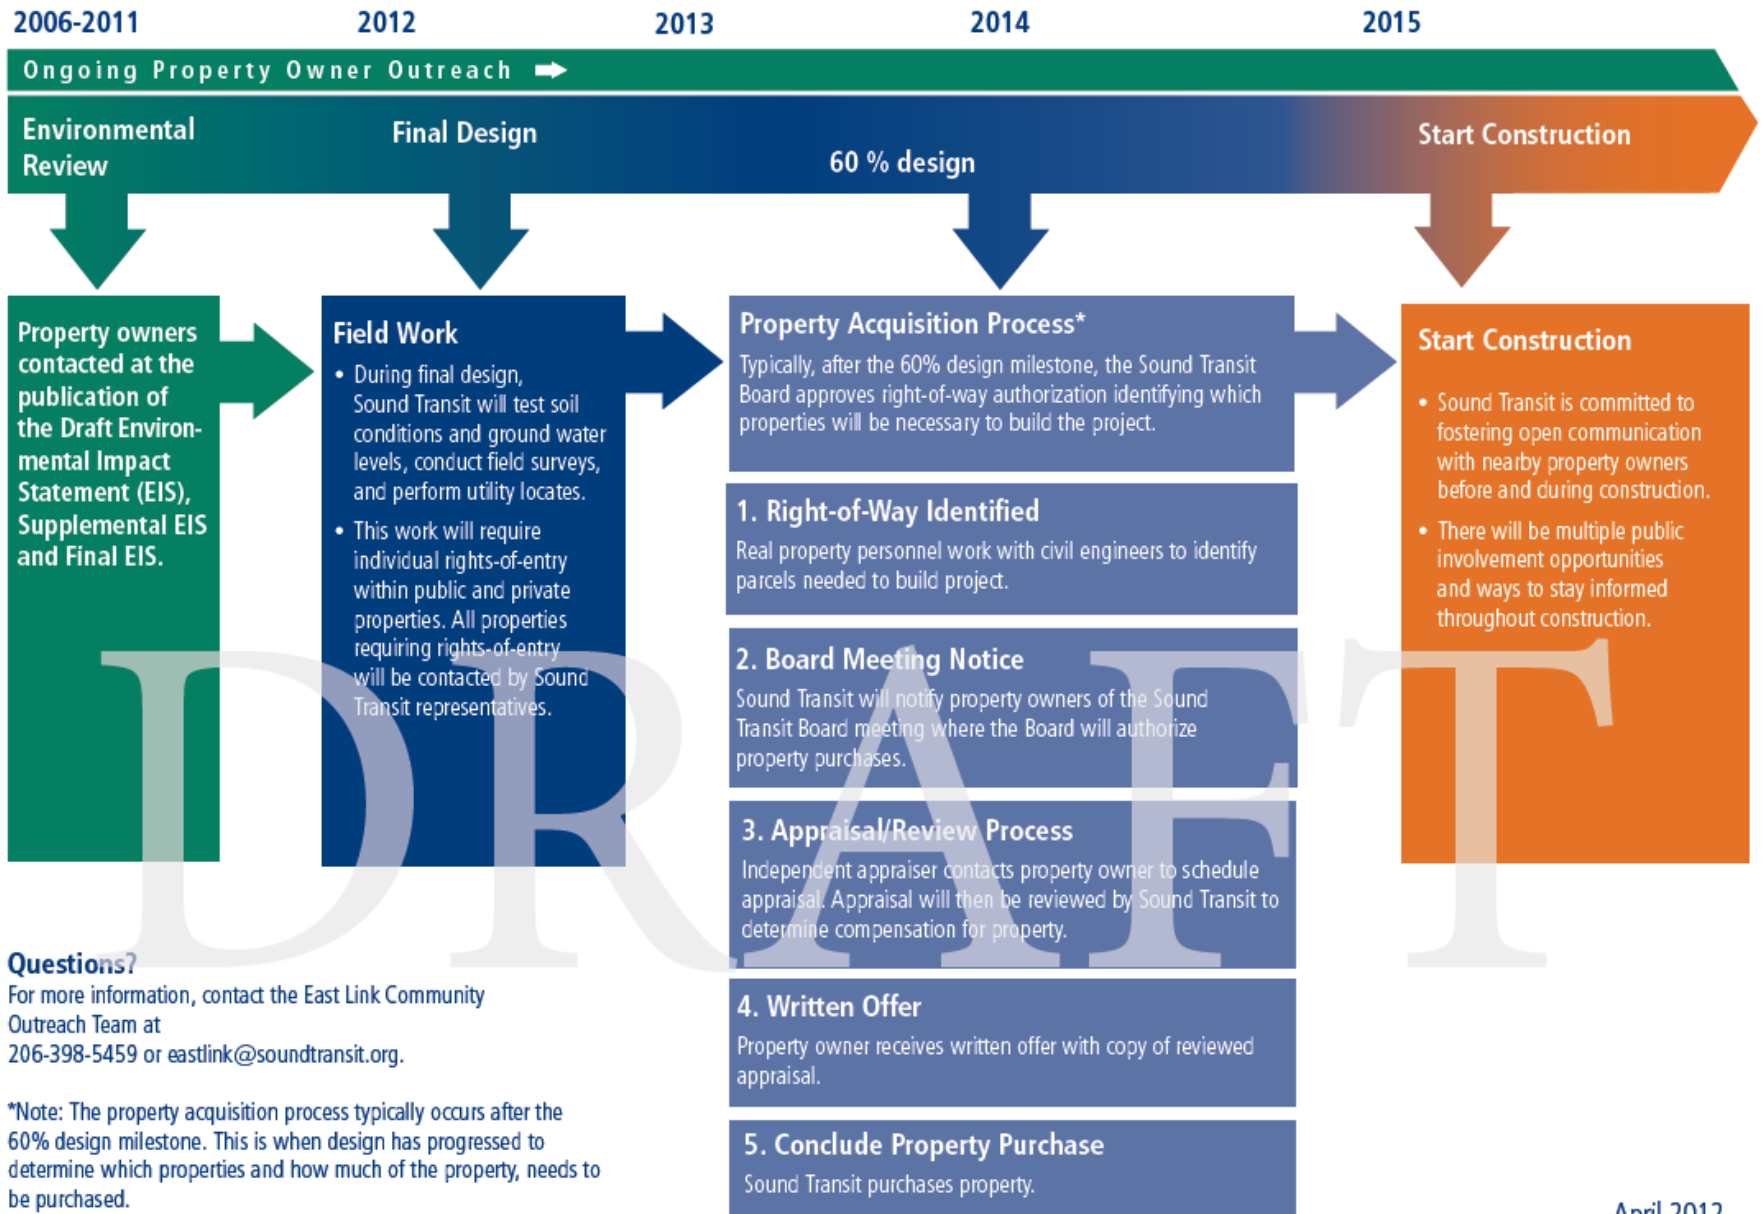 2006-2011
2012
2013
2014
2015
Ongoing Property Owner Outreach
Environmental
Review
Final Design
60 % design
Start Construction
Property owners
contacted at the
publication of
the Draft Environ-
mental Impact
Statement (EIS),
Supplemental EIS
and Final EIS.
Field Work
• During final design,
Sound Transit will test soil
conditions and ground water
levels, conduct field surveys,
and perform utility locates.
• This work will require
individual rights-of-entry
within public and private
properties. All properties
requiring rights-of-entry
will be contacted by Sound
Transit representatives.
Property Acquisition Process*
Typically, after the 60% design milestone, the Sound Transit
Board approves right-of-way authorization identifying which
properties will be necessary to build the project.
1. Right-of-Way Identified
Real property personnel work with civil engineers to identify
parcels needed to build project.
2. Board Meeting Notice
Sound Transit will notify property owners of the Sound
Transit Board meeting where the Board will authorize
property purchases.
3. Appraisal/Review Process
Independent appraiser contacts property owner to schedule
appraisal. Appraisal will then be reviewed by Sound Transit to
determine compensation for property.
4. Written Offer
Property owner receives written offer with copy of reviewed
appraisal.
5. Conclude Property Purchase
Sound Transit purchases property.
Start Construction
• Sound Transit is committed to
fostering open communication
with nearby property owners
before and during construction.
• There will be multiple public
involvement opportunities
and ways to stay informed
throughout construction.
DRAFT
Questions?
For more information, contact the East Link Community
Outreach Team at
206-398-5459 or eastlink@soundtransit.org.
*Note: The property acquisition process typically occurs after the
60% design milestone. This is when design has progressed to
determine which properties and how much of the property, needs to
be purchased.
April 2012